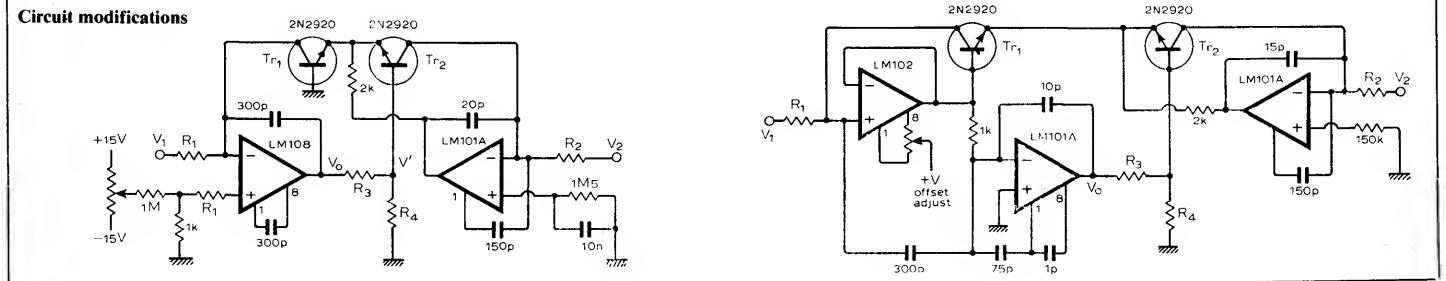 Circuit modifications
2N2920 2N2920
Tr1 Tr2
2k
300p
20p
+15V
V1 R1
LM108
LM101A
R2 V2
−
+
Vo
R3
V'
−
+
1M R1
1 8
1
1M5
−15V
1k
300p
R4
150p
10n
2N2920 2N2920
Tr1 Tr2
15p
LM102
LM101A
R2 V2
−
+
R1
V1
1 8
10p
2k
−
+
1k
LM101A
150k
+V
offset
adjust
−
+
R3
1
150p
1 8
Vo
R4
300p 75p 1p